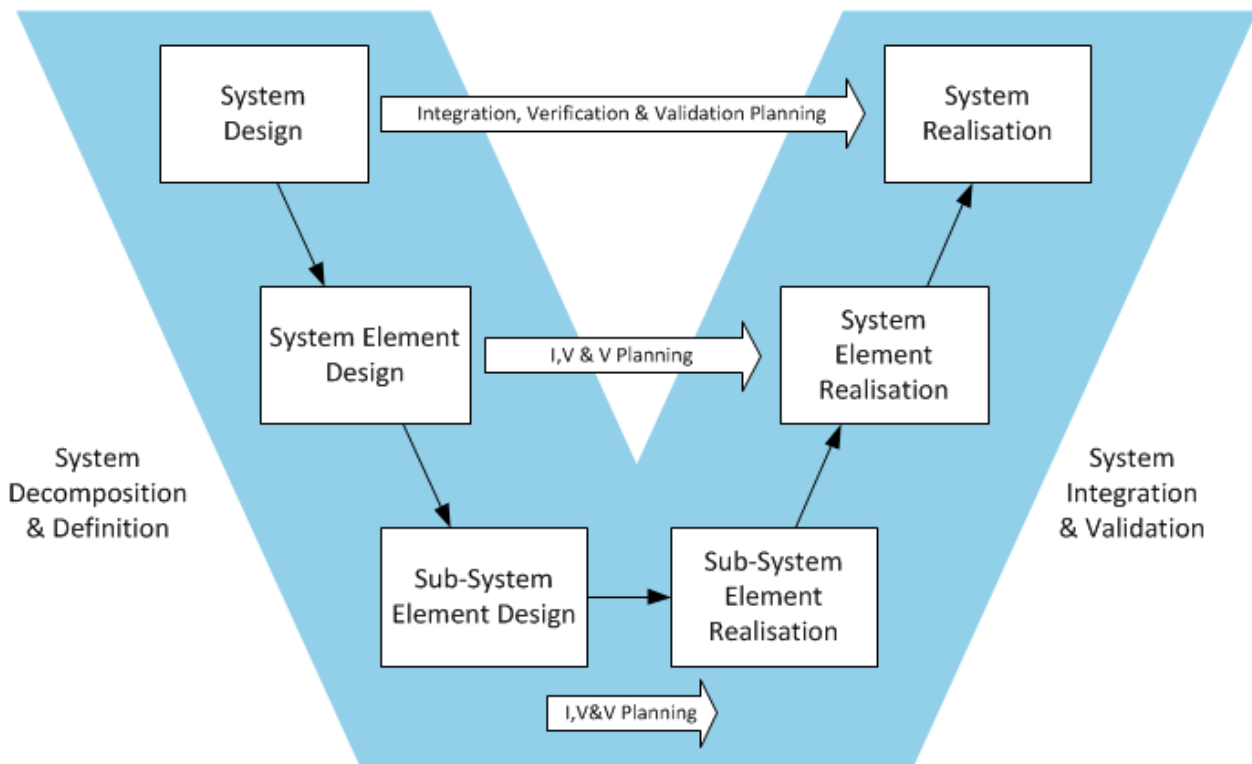 System
Design
Integration, Verification & Validation Planning
System
Realisation
System Element
Design
I,V & V Planning
System
Element
Realisation
System
Decomposition
& Definition
System
Integration
& Validation
Sub-System
Element Design
Sub-System
Element
Realisation
I,V&V Planning